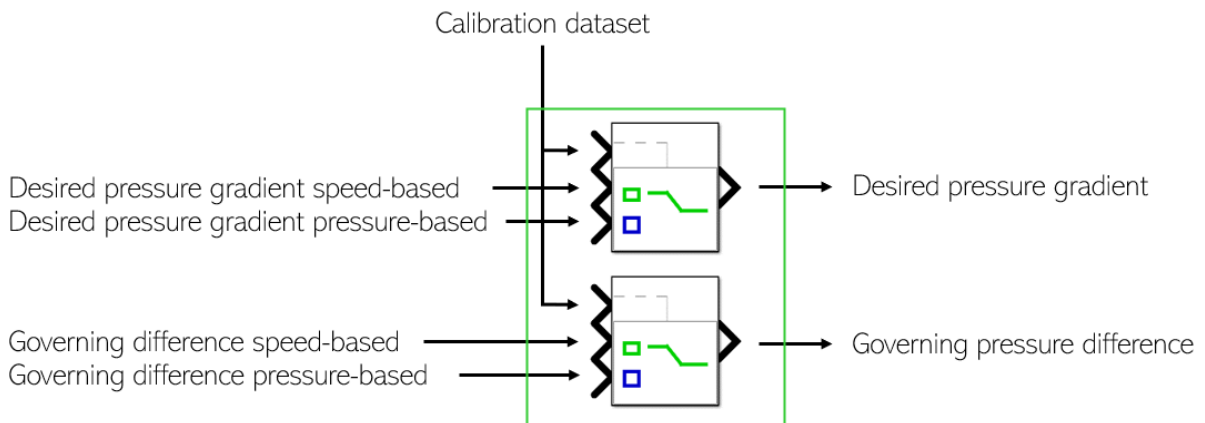 Calibration dataset
Desired pressure gradient speed-based
Desired pressure gradient pressure-based
Desired pressure gradient
Governing difference speed-based
Governing difference pressure-based
Governing pressure difference